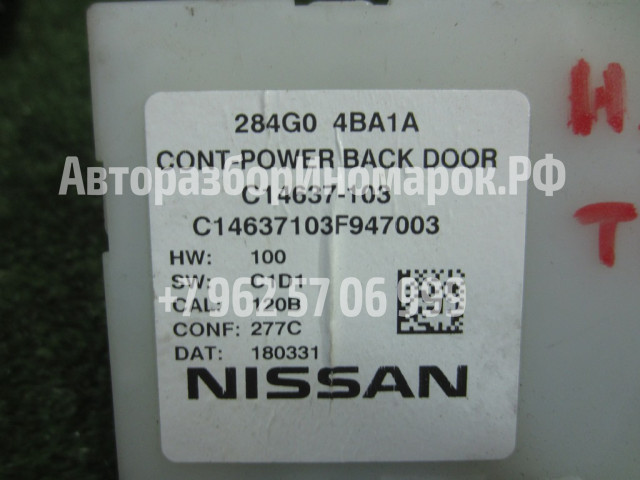 284G0 4BA1A
CONT-POWER BACK DOOR
АвторазборИномарок.РФ
C14637-103
C14637103F947003
HW: 100
SW: C1D1
+7962 57 06 999
CAL: 120B
CONF: 277C
DAT: 180331
NISSAN
H
T